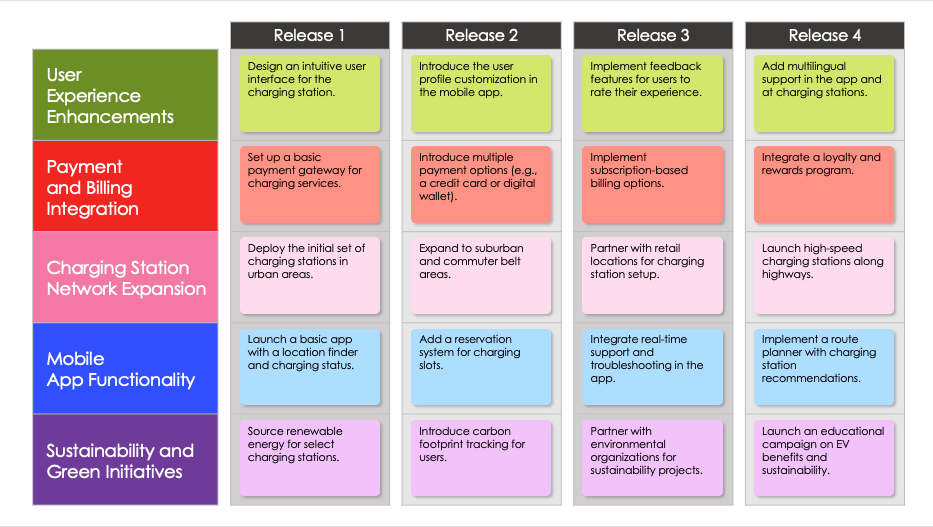 Release 1
Release 2
Release 3
Release 4
User
Experience
Enhancements
Design an intuitive user
interface for the
charging station.
Introduce the user
profile customization in
the mobile app.
Implement feedback
features for users to
rate their experience.
Add multilingual
support in the app and
at charging stations.
Payment
and Billing
Integration
Set up a basic
payment gateway for
charging services.
Introduce multiple
payment options (e.g.,
a credit card or digital
wallet).
Implement
subscription-based
billing options.
Integrate a loyalty and
rewards program.
Charging Station
Network Expansion
Deploy the initial set of
charging stations in
urban areas.
Expand to suburban
and commuter belt
areas.
Partner with retail
locations for charging
station setup.
Launch high-speed
charging stations along
highways.
Mobile
App Functionality
Launch a basic app
with a location finder
and charging status.
Add a reservation
system for charging
slots.
Integrate real-time
support and
troubleshooting in the
app.
Implement a route
planner with charging
station
recommendations.
Sustainability and
Green Initiatives
Source renewable
energy for select
charging stations.
Introduce carbon
footprint tracking for
users.
Partner with
environmental
organizations for
sustainability projects.
Launch an educational
campaign on EV
benefits and
sustainability.